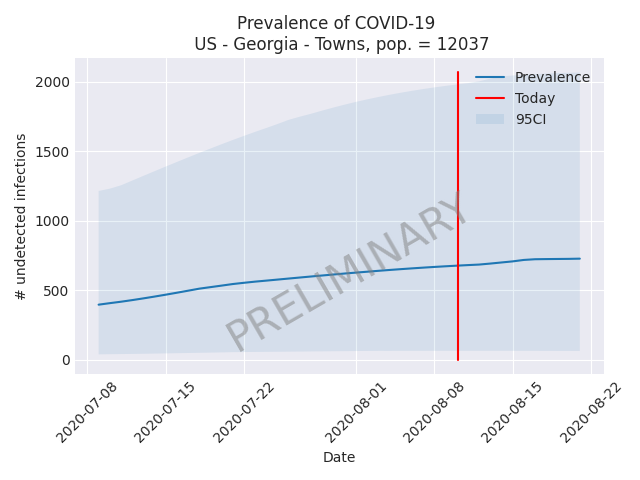 Prevalence of COVID-19
US - Georgia - Towns, pop. = 12037
Prevalence
Today
95CI
2000
1500
1000
500
0
# undetected infections
PRELIMINARY
2020-07-08
2020-07-15
2020-07-22
2020-08-01
2020-08-08
2020-08-15
2020-08-22
Date